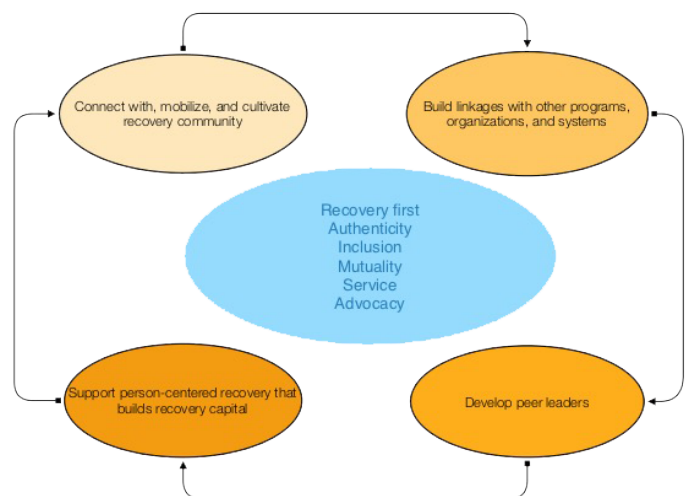 Connect with, mobilize, and cultivate
recovery community
Build linkages with other programs,
organizations, and systems
Recovery first
Authenticity
Inclusion
Mutuality
Service
Advocacy
Support person-centered recovery that
builds recovery capital
Develop peer leaders